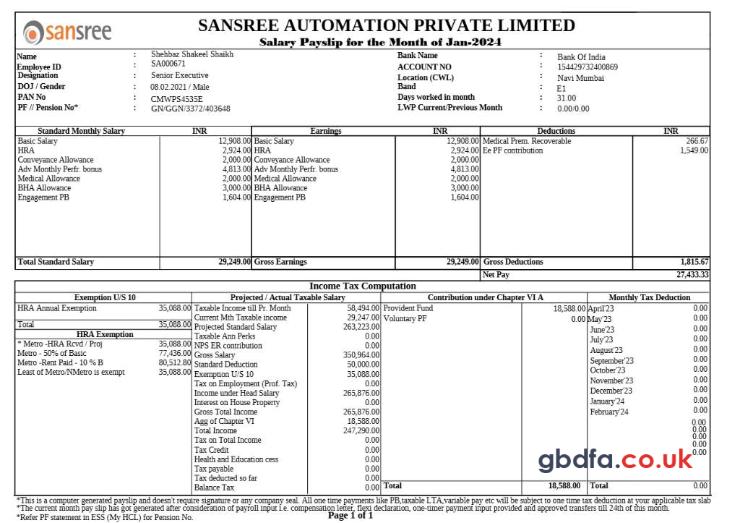 sansree
SANSREE AUTOMATION PRIVATE LIMITED
Salary Payslip for the Month of Jan-2024
Name : Shehbaz Shakeel Shaikh
Employee ID : SA000671
Designation : Senior Executive
DOJ / Gender : 08.02.2021 / Male
PAN No : CMWPS4535E
PF // Pension No* : GN/GGN/3372/403648
Bank Name : Bank Of India
ACCOUNT NO : 154429732400869
Location (CWL) : Navi Mumbai
Band : E1
Days worked in month : 31.00
LWP Current/Previous Month : 0.00/0.00
Standard Monthly Salary INR Earnings INR Deductions INR
Basic Salary 12,908.00 Basic Salary 12,908.00 Medical Prem. Recoverable 266.67
HRA 2,924.00 HRA 2,924.00 Ee PF contribution 1,549.00
Conveyance Allowance 2,000.00 Conveyance Allowance 2,000.00
Adv Monthly Perfr. bonus 4,813.00 Adv Monthly Perfr. bonus 4,813.00
Medical Allowance 2,000.00 Medical Allowance 2,000.00
BHA Allowance 3,000.00 BHA Allowance 3,000.00
Engagement PB 1,604.00 Engagement PB 1,604.00
Total Standard Salary 29,249.00 Gross Earnings 29,249.00 Gross Deductions 1,815.67
Net Pay 27,433.33
Income Tax Computation
Exemption U/S 10
HRA Annual Exemption 35,088.00
Total 35,088.00
HRA Exemption
* Metro -HRA Rcvd / Proj 35,088.00
Metro - 50% of Basic 77,436.00
Metro -Rent Paid - 10 % B 80,512.80
Least of Metro/NMetro is exempt 35,088.00
Projected / Actual Taxable Salary
Taxable Income till Pr. Month 58,494.00
Current Mth Taxable income 29,247.00
Projected Standard Salary 263,223.00
Taxable Ann Perks 0.00
NPS ER contribution 0.00
Gross Salary 350,964.00
Standard Deduction 50,000.00
Exemption U/S 10 35,088.00
Tax on Employment (Prof. Tax) 0.00
Income under Head Salary 265,876.00
Interest on House Property 0.00
Gross Total Income 265,876.00
Agg of Chapter VI 18,588.00
Total Income 247,290.00
Tax on Total Income 0.00
Tax Credit 0.00
Health and Education cess 0.00
Tax payable 0.00
Tax deducted so far 0.00
Balance Tax 0.00
Contribution under Chapter VI A
Provident Fund 18,588.00
Voluntary PF 0.00
Total 18,588.00
Monthly Tax Deduction
April'23 0.00
May'23 0.00
June'23 0.00
July'23 0.00
August'23 0.00
September'23 0.00
October'23 0.00
November'23 0.00
December'23 0.00
January'24 0.00
February'24 0.00
0.00
0.00
0.00
0.00
0.00
Total 0.00
gbdfa.co.uk
*This is a computer generated payslip and doesn't require signature or any company seal. All one time payments like PB,taxable LTA,variable pay etc will be subject to one time tax deduction at your applicable tax slab
*The current month pay slip has got generated after consideration of payroll input i.e. compensation letter, flexi declaration, one-timer payment input provided and approved transfers till 24th of this month.
*Refer PF statement in ESS (My HCL) for Pension No.
Page 1 of 1